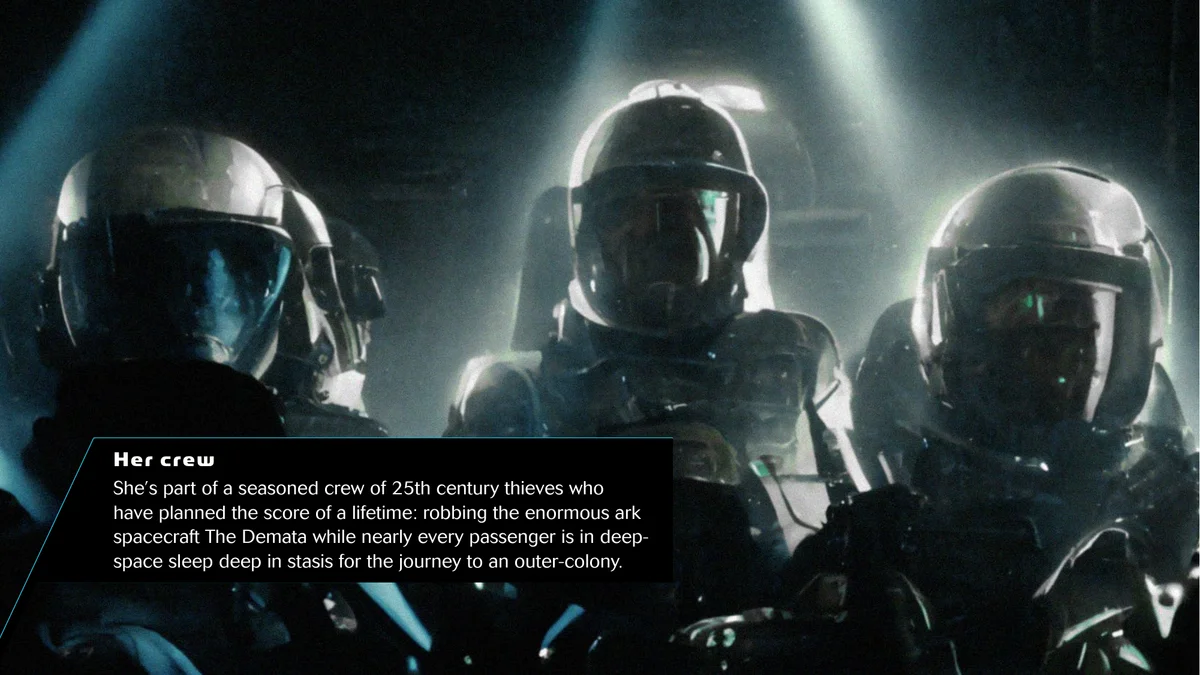 Her crew
She's part of a seasoned crew of 25th century thieves who
have planned the score of a lifetime: robbing the enormous ark
spacecraft The Demata while nearly every passenger is in deep-
space sleep deep in stasis for the journey to an outer-colony.